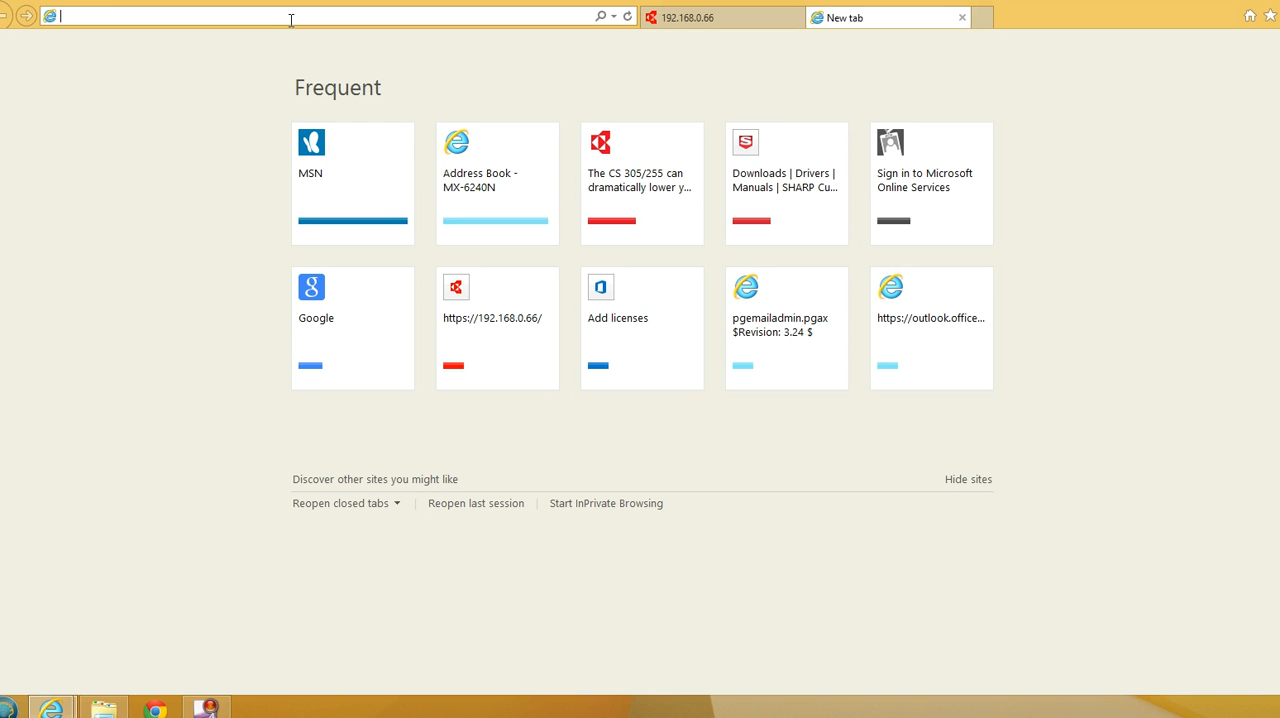 192.168.0.66
New tab
Frequent
MSN
Address Book -
MX-6240N
The CS 305/255 can
dramatically lower y...
Downloads | Drivers |
Manuals | SHARP Cu...
Sign in to Microsoft
Online Services
Google
https://192.168.0.66/
Add licenses
pgemailadmin.pgax
$Revision: 3.24 $
https://outlook.office...
Discover other sites you might like
Hide sites
Reopen closed tabs
Reopen last session
Start InPrivate Browsing